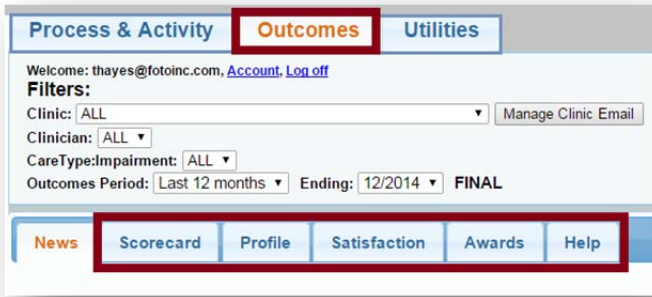 Process & Activity Outcomes Utilities
Welcome: thayes@fotoinc.com, Account, Log off
Filters:
Clinic: ALL Manage Clinic Email
Clinician: ALL
CareType:Impairment: ALL
Outcomes Period: Last 12 months Ending: 12/2014 FINAL
News Scorecard Profile Satisfaction Awards Help